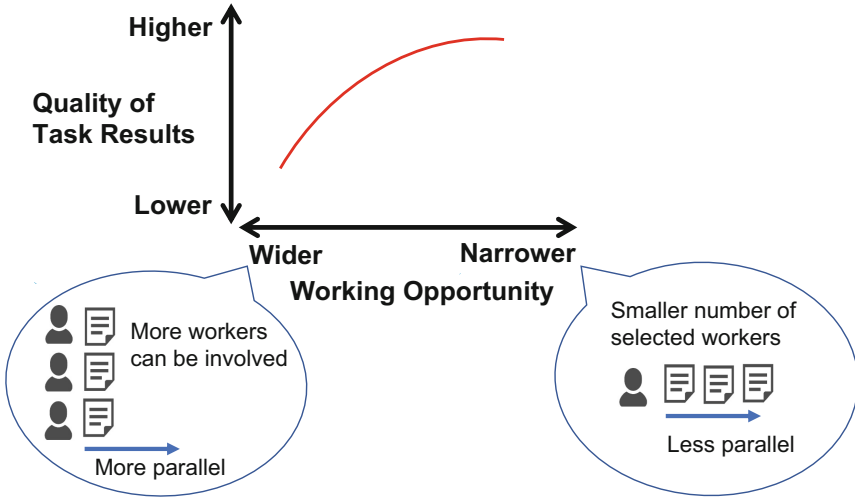 Higher
Quality of
Task Results
Lower
Wider
Narrower
Working Opportunity
More workers
can be involved
More parallel
Smaller number of
selected workers
Less parallel